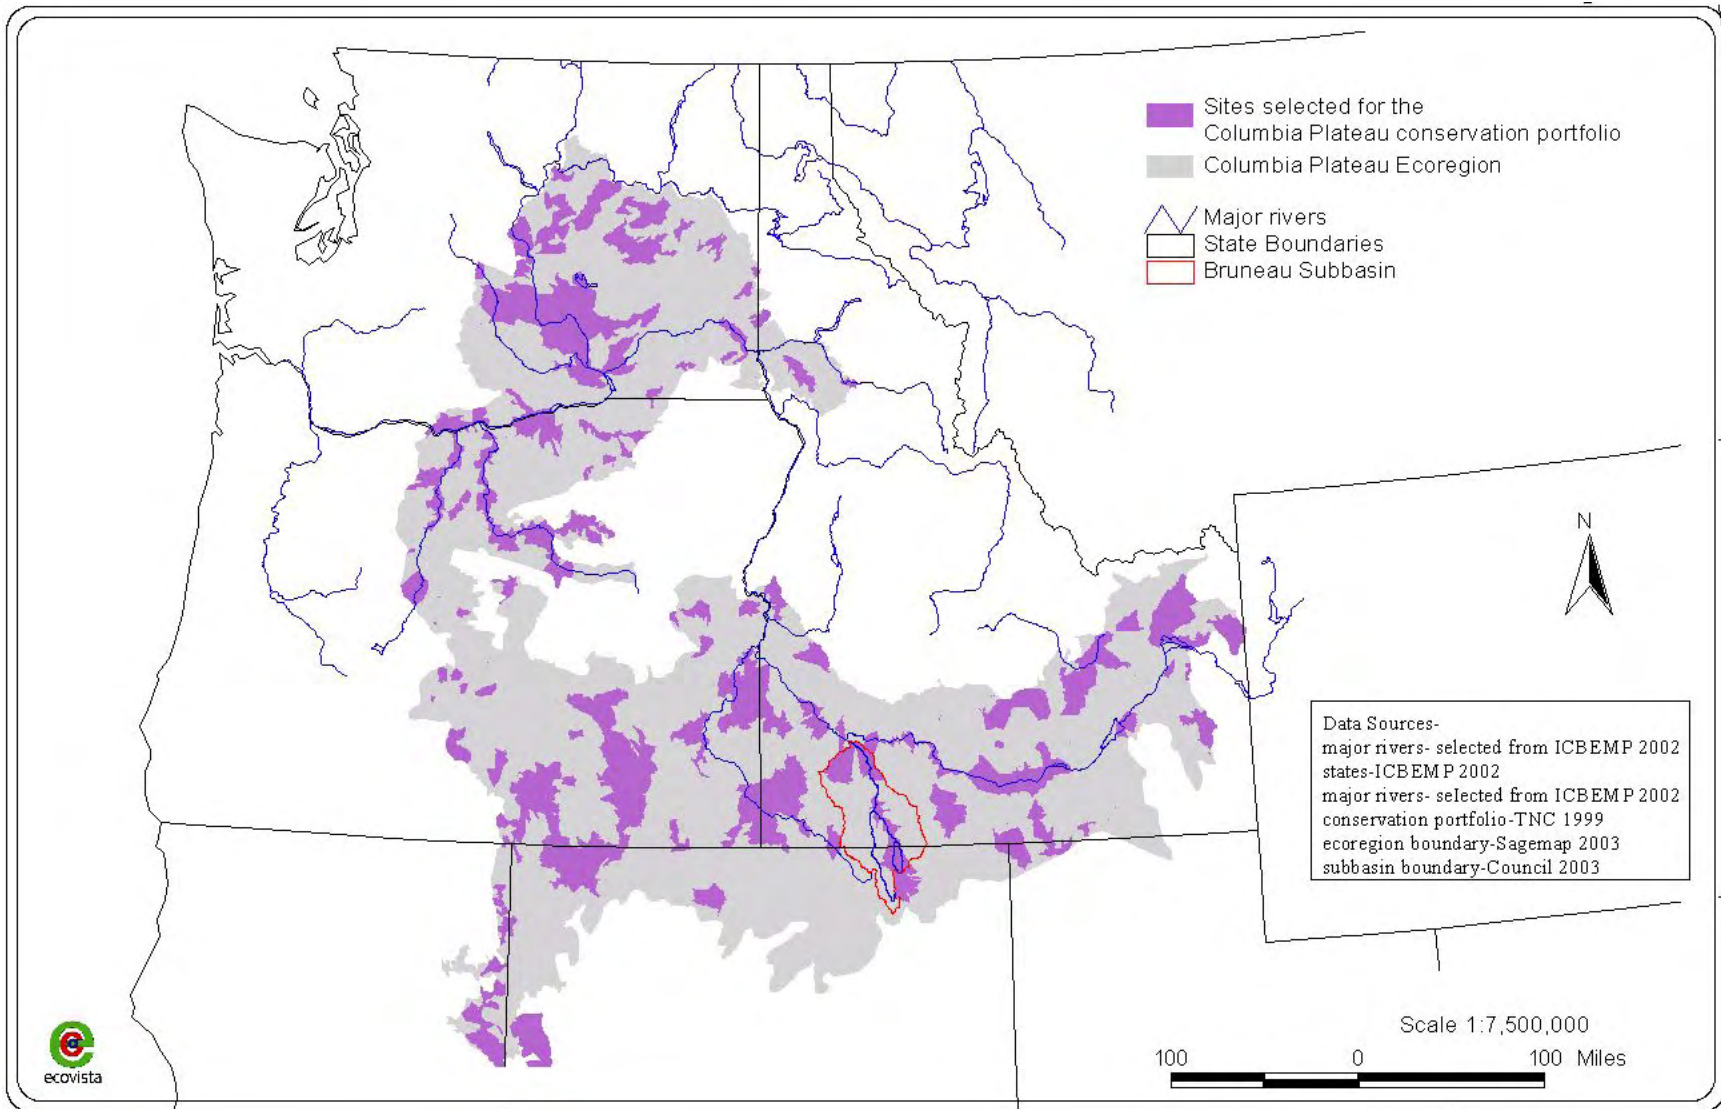 Sites selected for the
Columbia Plateau conservation portfolio
Columbia Plateau Ecoregion
Major rivers
State Boundaries
Bruneau Subbasin
N
Data Sources-
major rivers- selected from ICBEMP 2002
states-ICBEMP 2002
major rivers- selected from ICBEMP 2002
conservation portfolio-TNC 1999
ecoregion boundary-Sagemap 2003
subbasin boundary-Council 2003
Scale 1:7,500,000
100 0 100 Miles
ecovista